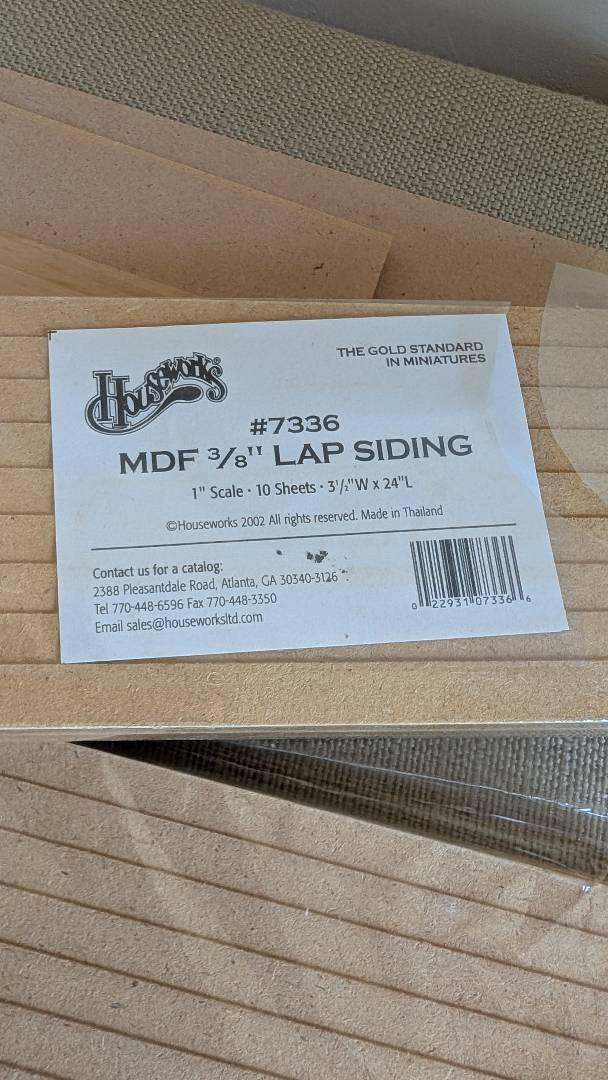 Houseworks®
THE GOLD STANDARD
IN MINIATURES
#7336
MDF 3/8" LAP SIDING
1" Scale · 10 Sheets · 3½"W x 24"L
©Houseworks 2002 All rights reserved. Made in Thailand
Contact us for a catalog:
2388 Pleasantdale Road, Atlanta, GA 30340-3126
Tel 770-448-6596 Fax 770-448-3350
Email sales@houseworksltd.com
0 22931 07336 6